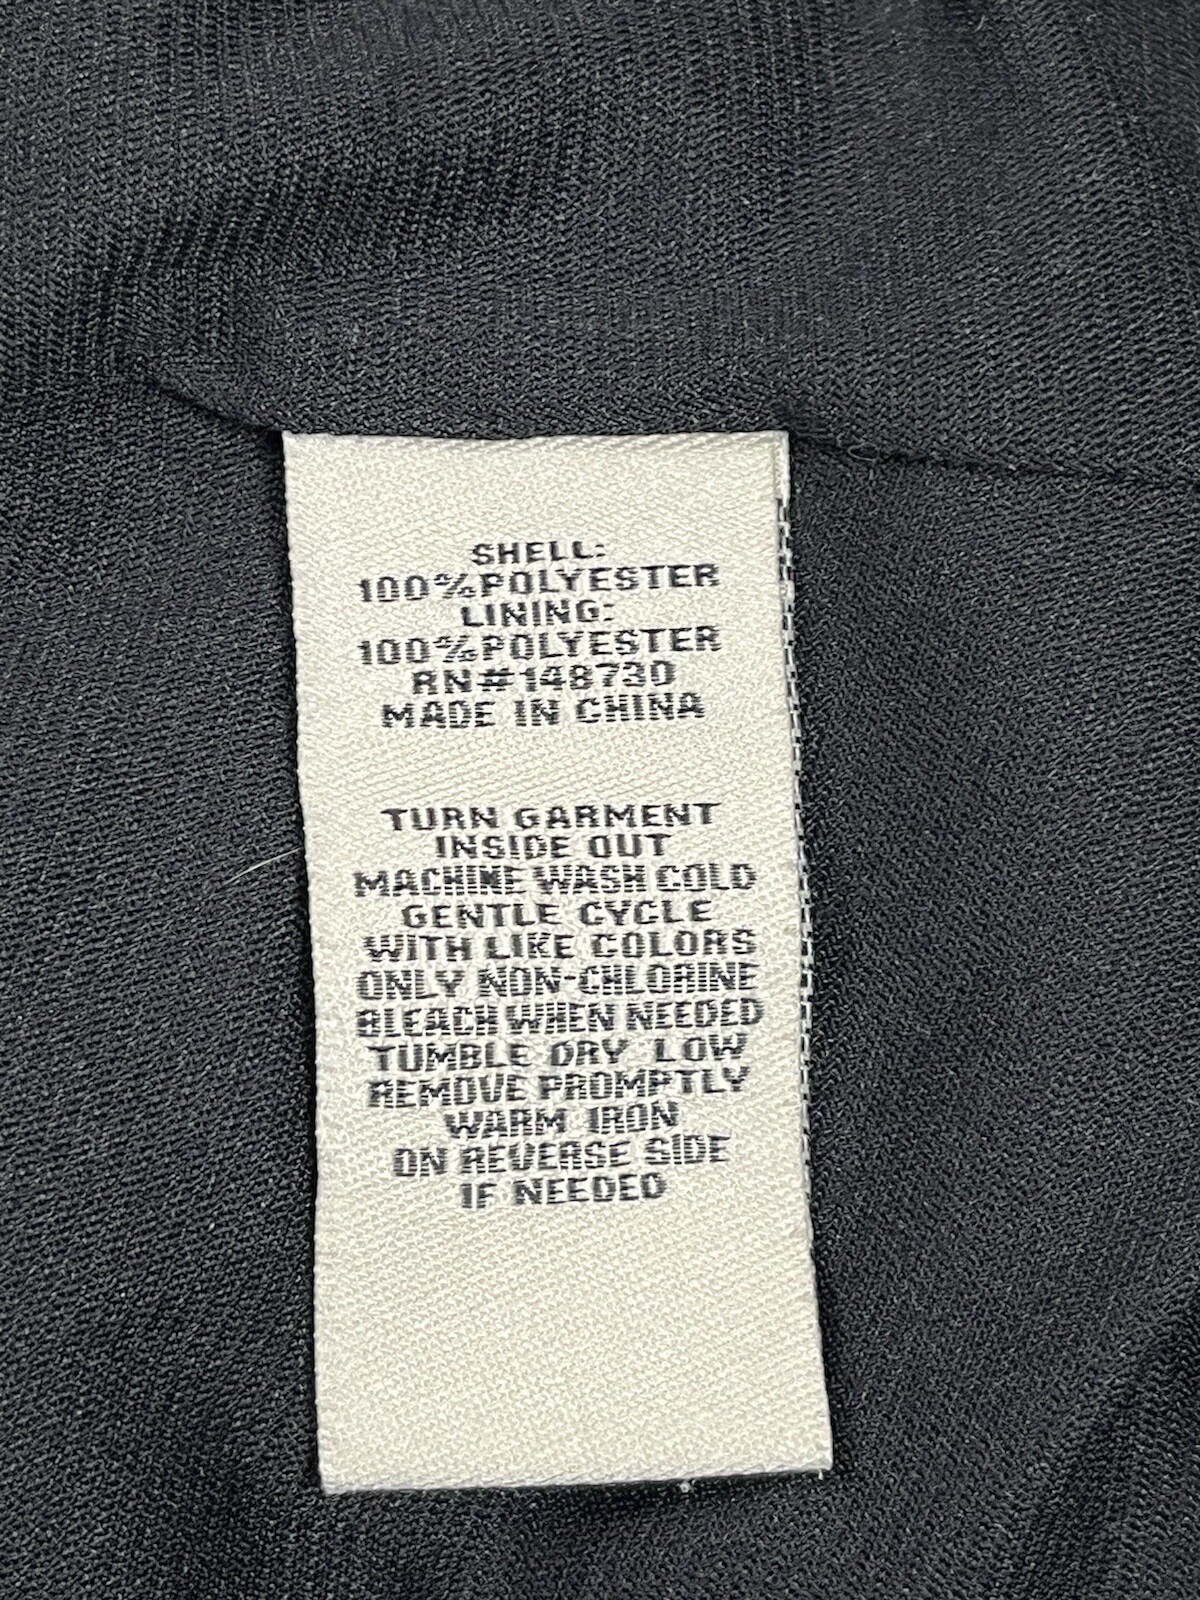 SHELL:
100%POLYESTER
LINING:
100%POLYESTER
RN#148730
MADE IN CHINA
TURN GARMENT
INSIDE OUT
MACHINE WASH COLD
GENTLE CYCLE
WITH LIKE COLORS
ONLY NON-CHLORINE
BLEACH WHEN NEEDED
TUMBLE DRY LOW
REMOVE PROMPTLY
WARM IRON
ON REVERSE SIDE
IF NEEDED